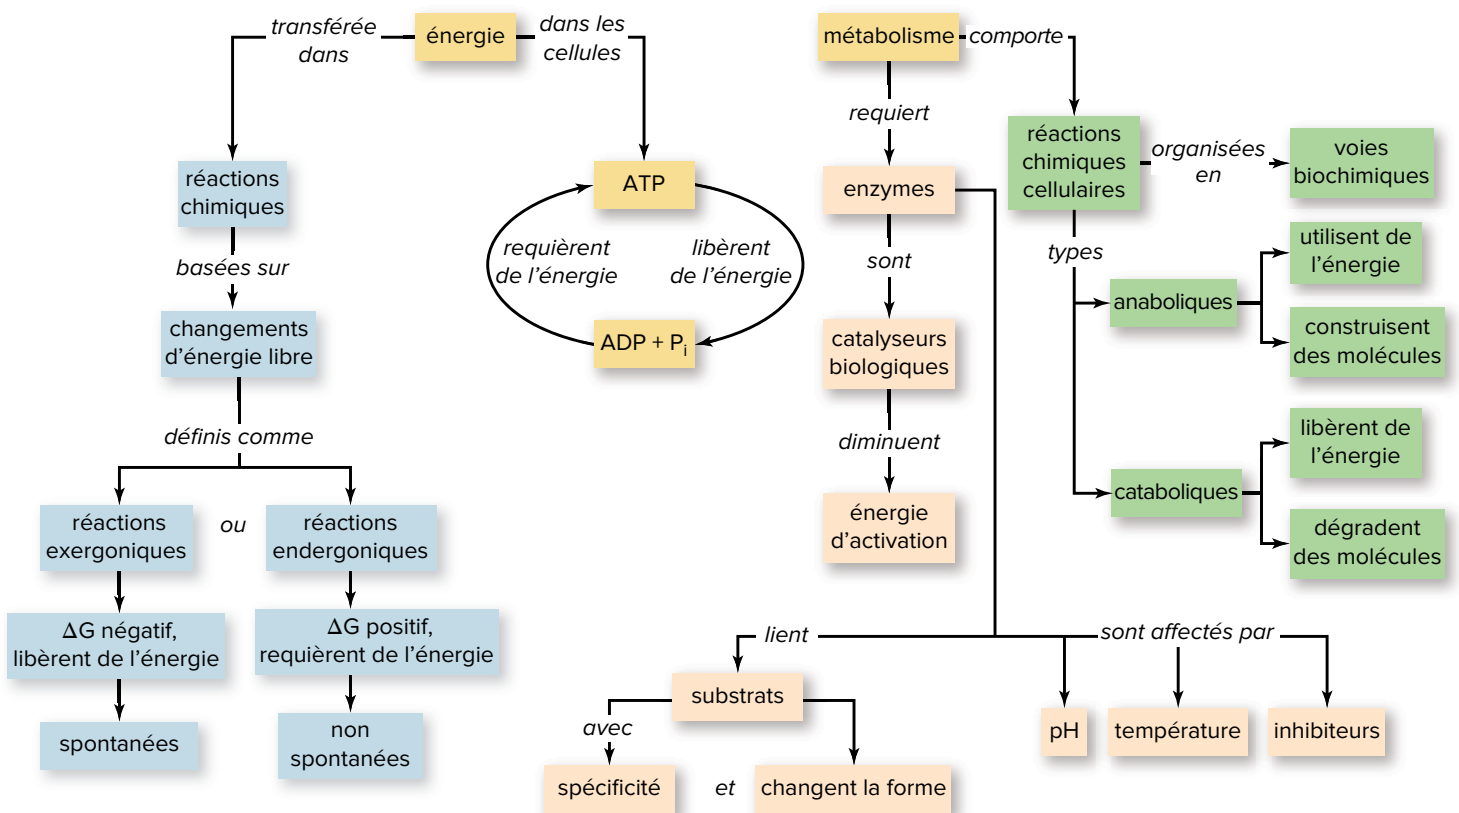 transférée
dans
énergie
dans les
cellules
réactions
chimiques
basées sur
changements
d'énergie libre
définis comme
réactions
exergoniques
ou
réactions
endergoniques
ΔG négatif,
libèrent de l'énergie
ΔG positif,
requièrent de l'énergie
spontanées
non
spontanées
ATP
requièrent
de l'énergie
libèrent
de l'énergie
ADP + Pi
métabolisme
comporte
requiert
enzymes
sont
catalyseurs
biologiques
diminuent
énergie
d'activation
réactions
chimiques
cellulaires
organisées
en
voies
biochimiques
types
anaboliques
utilisent de
l'énergie
construisent
des molécules
cataboliques
libèrent de
l'énergie
dégradent
des molécules
lient
substrats
avec
spécificité
et
changent la forme
sont affectés par
pH
température
inhibiteurs